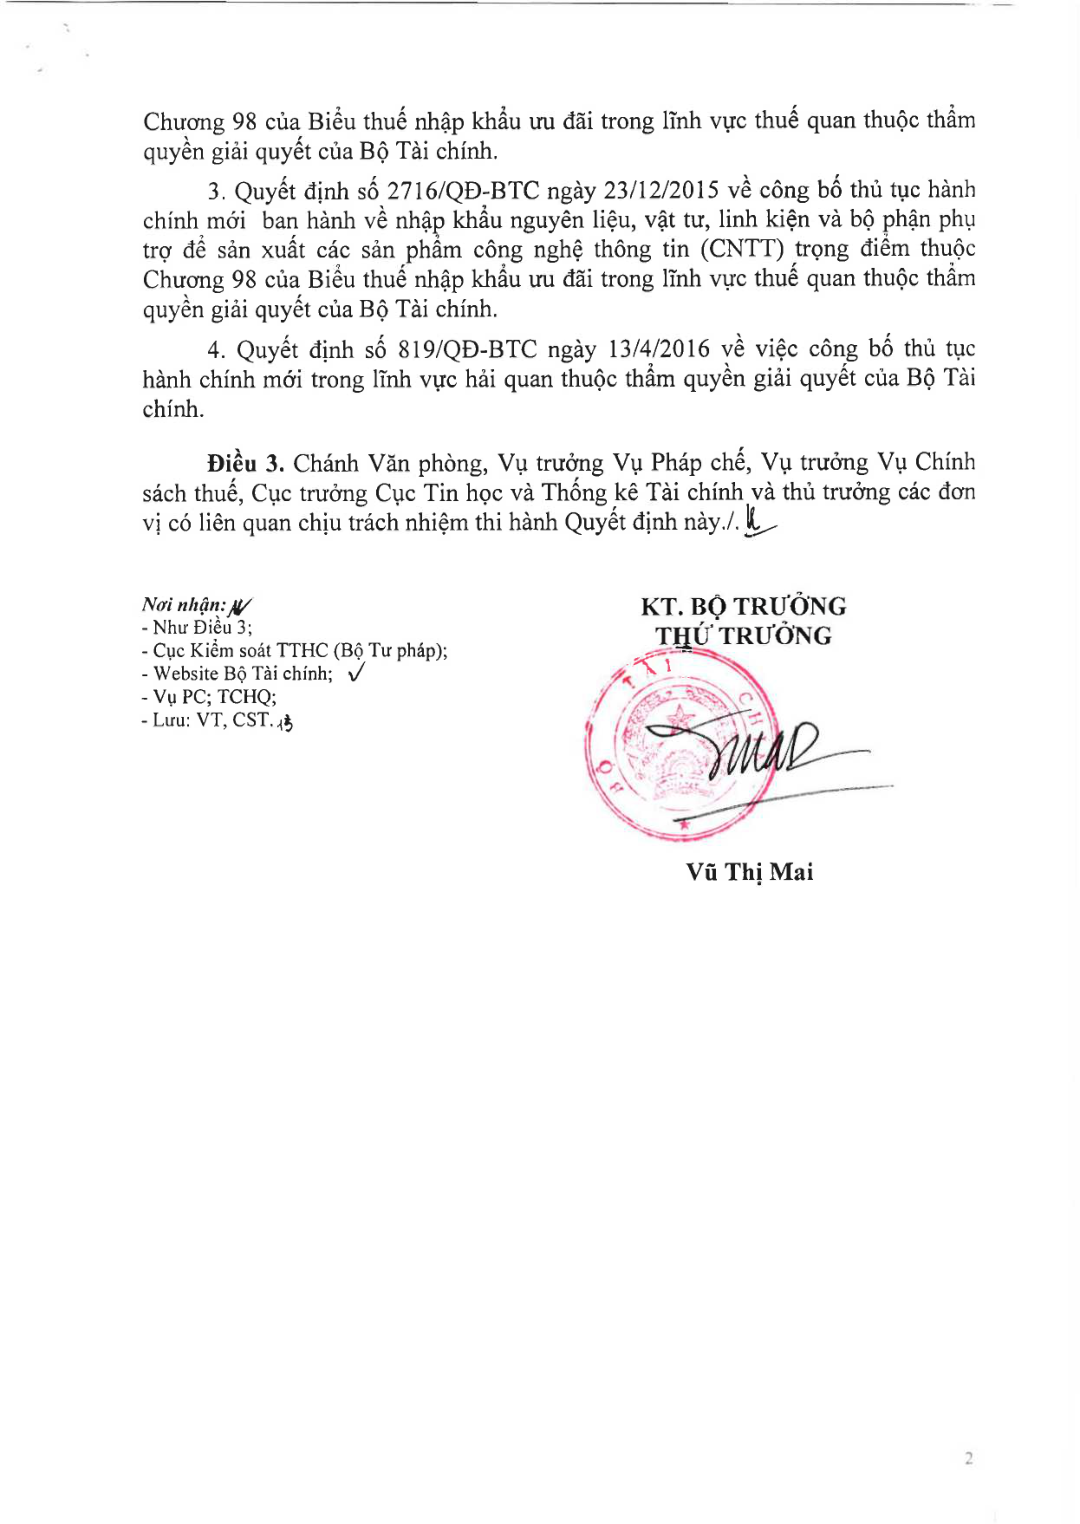 Chương 98 của Biểu thuế nhập khẩu ưu đãi trong lĩnh vực thuế quan thuộc thẩm
quyền giải quyết của Bộ Tài chính.
3. Quyết định số 2716/QĐ-BTC ngày 23/12/2015 về công bố thủ tục hành
chính mới ban hành về nhập khẩu nguyên liệu, vật tư, linh kiện và bộ phận phụ
trợ để sản xuất các sản phẩm công nghệ thông tin (CNTT) trọng điểm thuộc
Chương 98 của Biểu thuế nhập khẩu ưu đãi trong lĩnh vực thuế quan thuộc thẩm
quyền giải quyết của Bộ Tài chính.
4. Quyết định số 819/QĐ-BTC ngày 13/4/2016 về việc công bố thủ tục
hành chính mới trong lĩnh vực hải quan thuộc thẩm quyền giải quyết của Bộ Tài
chính.
Điều 3. Chánh Văn phòng, Vụ trưởng Vụ Pháp chế, Vụ trưởng Vụ Chính
sách thuế, Cục trưởng Cục Tin học và Thống kê Tài chính và thủ trưởng các đơn
vị có liên quan chịu trách nhiệm thi hành Quyết định này./.
Nơi nhận:
- Như Điều 3;
- Cục Kiểm soát TTHC (Bộ Tư pháp);
- Website Bộ Tài chính;
- Vụ PC; TCHQ;
- Lưu: VT, CST.
KT. BỘ TRƯỞNG
THỨ TRƯỞNG
BỘ TÀI CHÍNH
Vũ Thị Mai
2